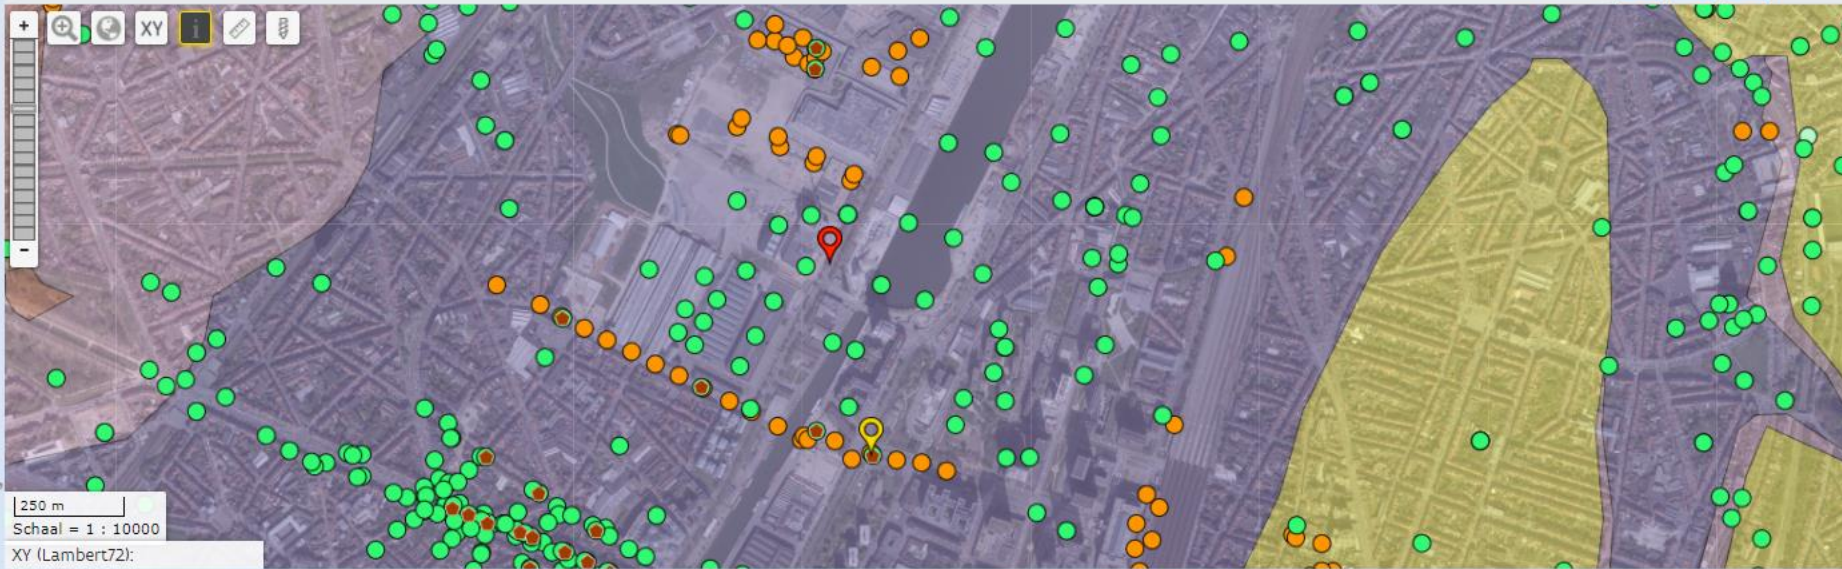 +
XY
i
-
250 m
Schaal = 1 : 10000
XY (Lambert72):